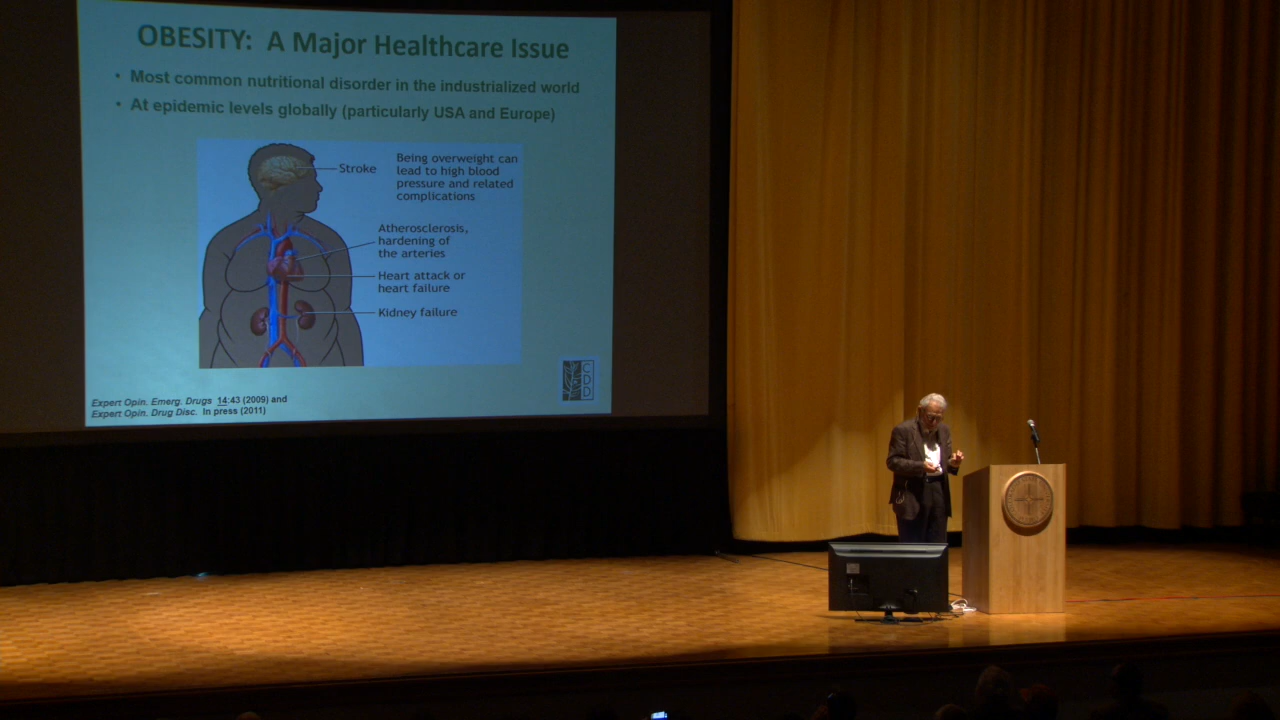 OBESITY: A Major Healthcare Issue
• Most common nutritional disorder in the industrialized world
• At epidemic levels globally (particularly USA and Europe)
Stroke
Being overweight can
lead to high blood
pressure and related
complications
Atherosclerosis,
hardening of
the arteries
Heart attack or
heart failure
Kidney failure
Expert Opin. Emerg. Drugs 14:43 (2009) and
Expert Opin. Drug Disc. In press (2011)
CDD